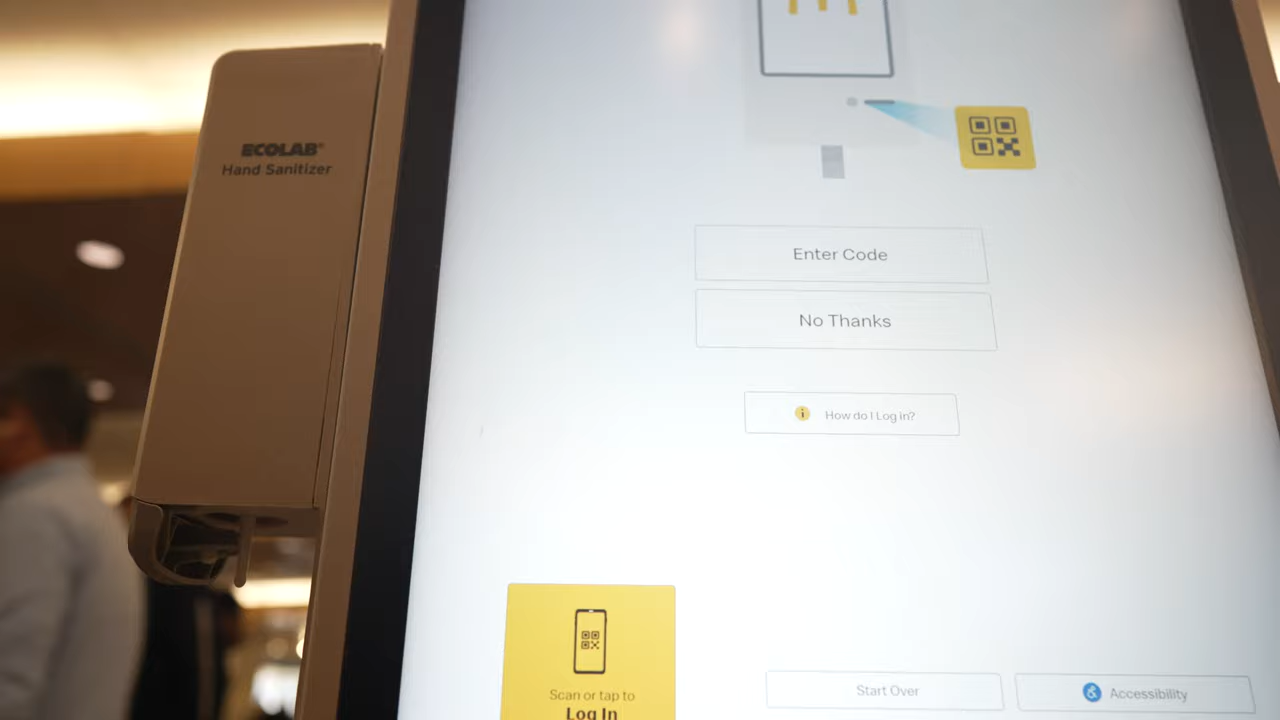 ECOLAB®
Hand Sanitizer
Enter Code
No Thanks
How do I Log in?
Scan or tap to
Log In
Start Over
Accessibility